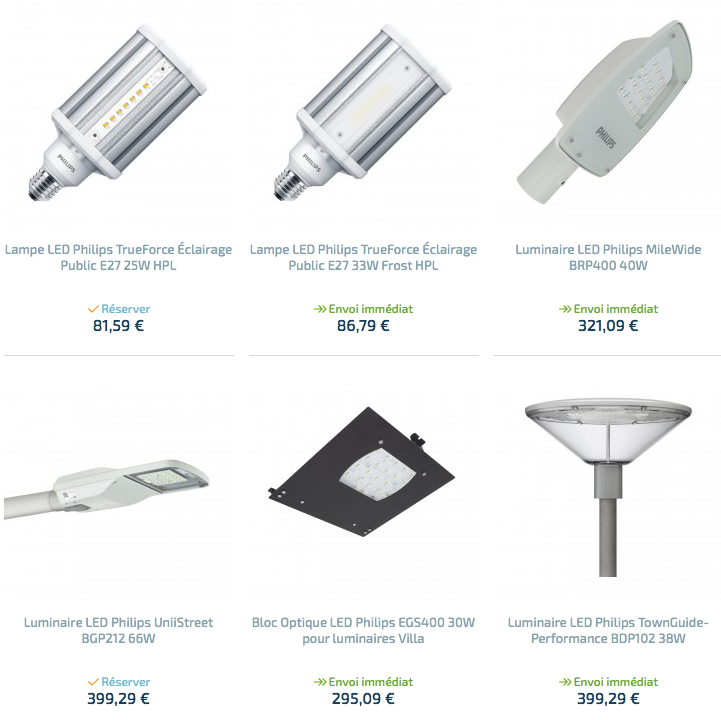 PHILIPS
PHILIPS
PHILIPS
Lampe LED Philips TrueForce Éclairage
Public E27 25W HPL
Réserver
81,59 €
Lampe LED Philips TrueForce Éclairage
Public E27 33W Frost HPL
Envoi immédiat
86,79 €
Luminaire LED Philips MileWide
BRP400 40W
Envoi immédiat
321,09 €
Luminaire LED Philips UniiStreet
BGP212 66W
Réserver
399,29 €
Bloc Optique LED Philips EGS400 30W
pour luminaires Villa
Envoi immédiat
295,09 €
Luminaire LED Philips TownGuide-
Performance BDP102 38W
Envoi immédiat
399,29 €